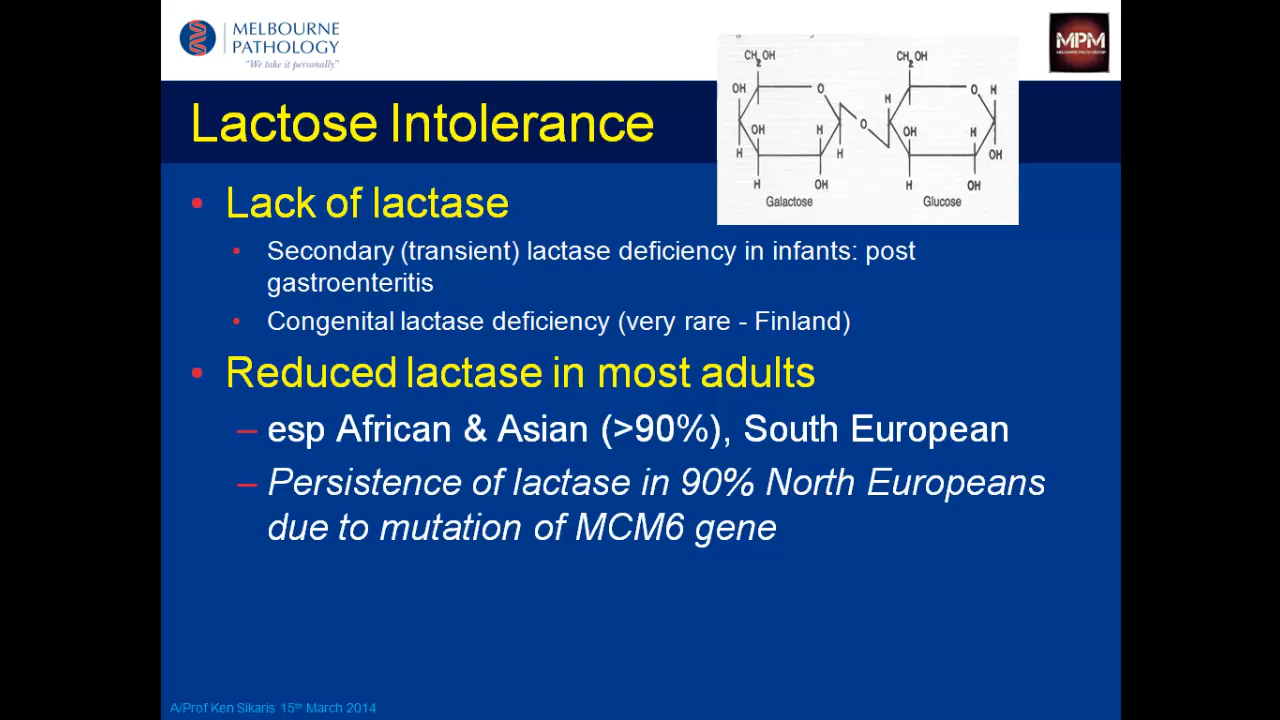 MELBOURNE
PATHOLOGY
"We take it personally"
MPM
CH2OH
CH2OH
OH
O
O
H
H
OH
H
O
OH
H
H
H
OH
H
OH
H
OH
Galactose
Glucose
Lactose Intolerance
• Lack of lactase
• Secondary (transient) lactase deficiency in infants: post
gastroenteritis
• Congenital lactase deficiency (very rare - Finland)
• Reduced lactase in most adults
– esp African & Asian (>90%), South European
– Persistence of lactase in 90% North Europeans
due to mutation of MCM6 gene
A/Prof Ken Sikaris 15th March 2014